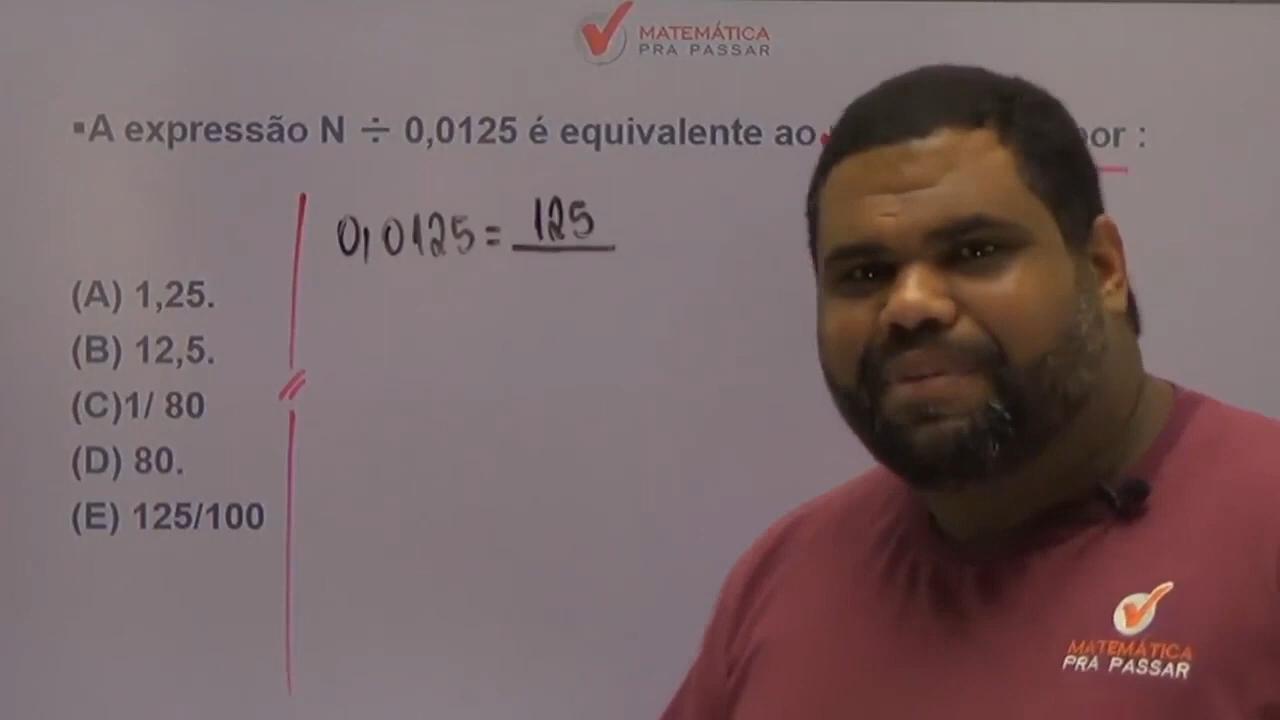 MATEMÁTICA
PRA PASSAR
▪A expressão N ÷ 0,0125 é equivalente ao por :
0,0125 = 125
(A) 1,25.
(B) 12,5.
(C)1/ 80
(D) 80.
(E) 125/100
MATEMÁTICA
PRA PASSAR